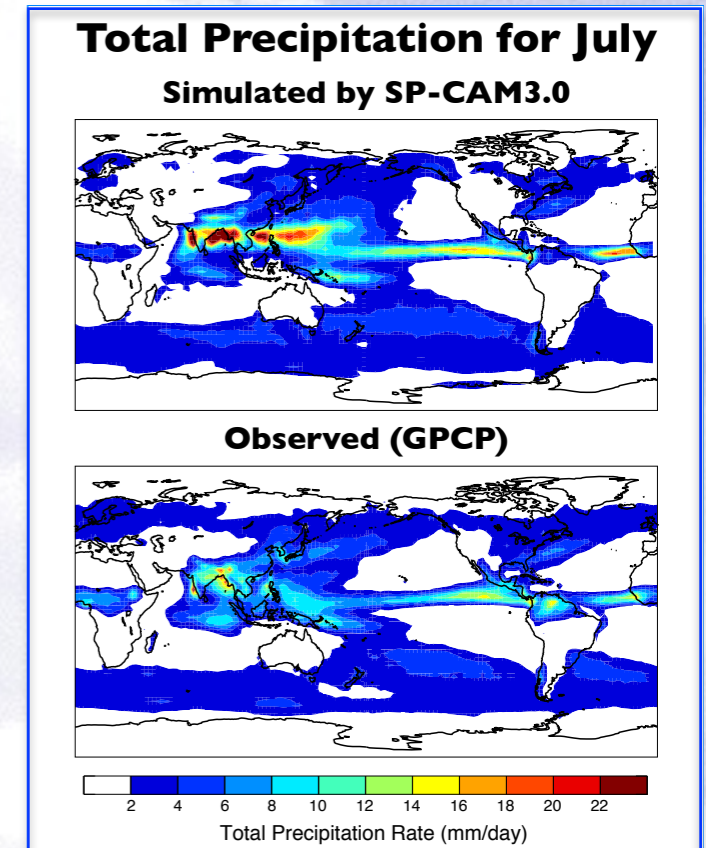 Total Precipitation for July
Simulated by SP-CAM3.0
Observed (GPCP)
2 4 6 8 10 12 14 16 18 20 22
Total Precipitation Rate (mm/day)